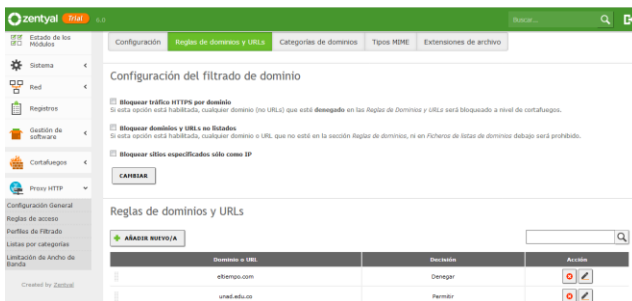 zentyal Trial 6.0
Buscar...
Estado de los
Módulos
Sistema
Red
Registros
Gestión de
software
Cortafuegos
Proxy HTTP
Configuración General
Reglas de acceso
Perfiles de Filtrado
Listas por categorías
Limitación de Ancho de
Banda
Created by Zentyal
Configuración Reglas de dominios y URLs Categorías de dominios Tipos MIME Extensiones de archivo
Configuración del filtrado de dominio
Bloquear tráfico HTTPS por dominio
Si esta opción está habilitada, cualquier dominio (no URLs) que esté denegado en las Reglas de Dominios y URLs será bloqueado a nivel de cortafuegos.
Bloquear dominios y URLs no listados
Si esta opción está habilitada, cualquier dominio o URL que no esté en la sección Reglas de dominios, ni en Ficheros de listas de dominios debajo será prohibido.
Bloquear sitios especificados sólo como IP
CAMBIAR
Reglas de dominios y URLs
AÑADIR NUEVO/A
Dominio o URL Decisión Acción
eltiempo.com Denegar
unad.edu.co Permitir